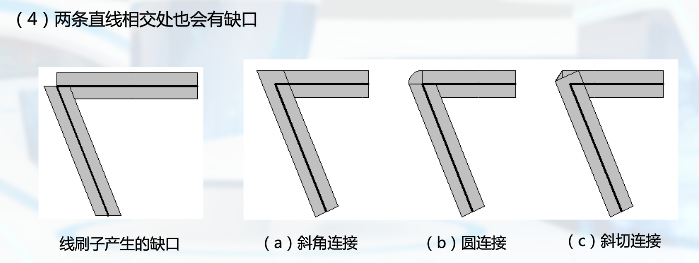 （4）两条直线相交处也会有缺口
线刷子产生的缺口
（a）斜角连接
（b）圆连接
（c）斜切连接